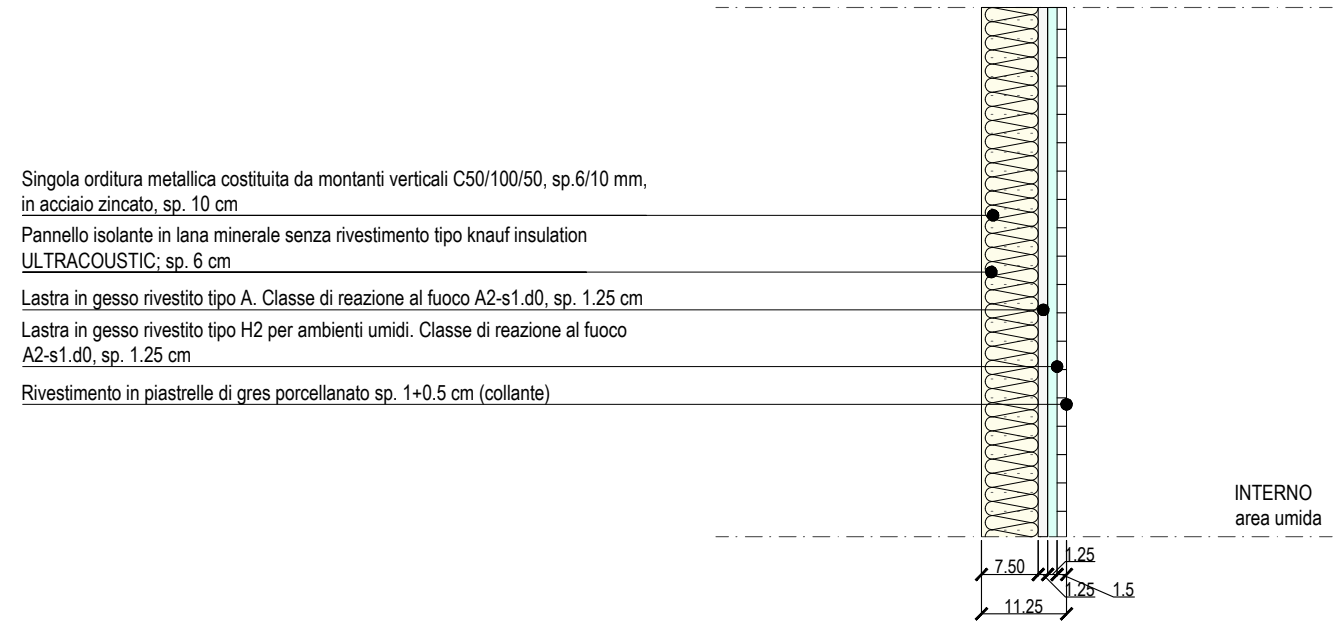 Singola orditura metallica costituita da montanti verticali C50/100/50, sp.6/10 mm,
in acciaio zincato, sp. 10 cm
Pannello isolante in lana minerale senza rivestimento tipo knauf insulation
ULTRACOUSTIC; sp. 6 cm
Lastra in gesso rivestito tipo A. Classe di reazione al fuoco A2-s1.d0, sp. 1.25 cm
Lastra in gesso rivestito tipo H2 per ambienti umidi. Classe di reazione al fuoco
A2-s1.d0, sp. 1.25 cm
Rivestimento in piastrelle di gres porcellanato sp. 1+0.5 cm (collante)
INTERNO
area umida
1.25
7.50
1.25 1.5
11.25